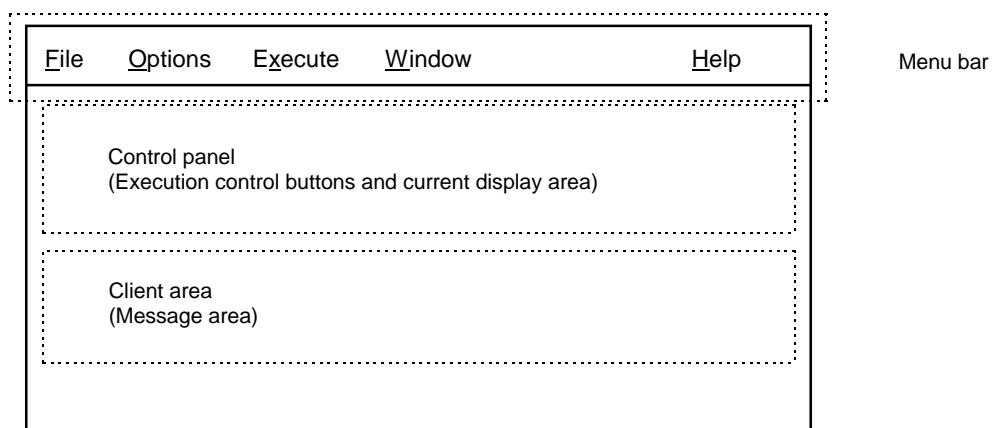 File Options Execute Window Help
Menu bar
Control panel
(Execution control buttons and current display area)
Client area
(Message area)